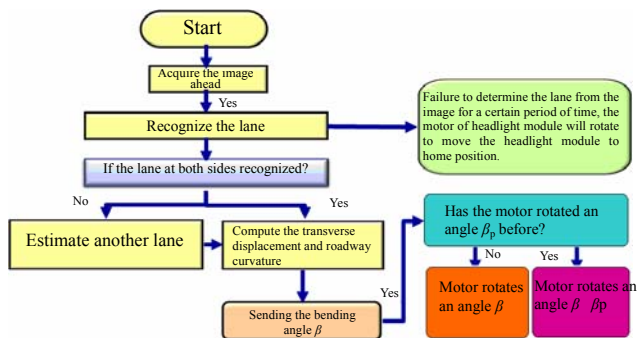 Start
Acquire the image
ahead
Yes
Recognize the lane
Failure to determine the lane from the
image for a certain period of time, the
motor of headlight module will rotate
to move the headlight module to
home position.
If the lane at both sides recognized?
No
Yes
Estimate another lane
Compute the transverse
displacement and roadway
curvature
Has the motor rotated an
angle βp before?
No
Yes
Yes
Sending the bending
angle β
Motor rotates
an angle β
Motor rotates an
angle β βp